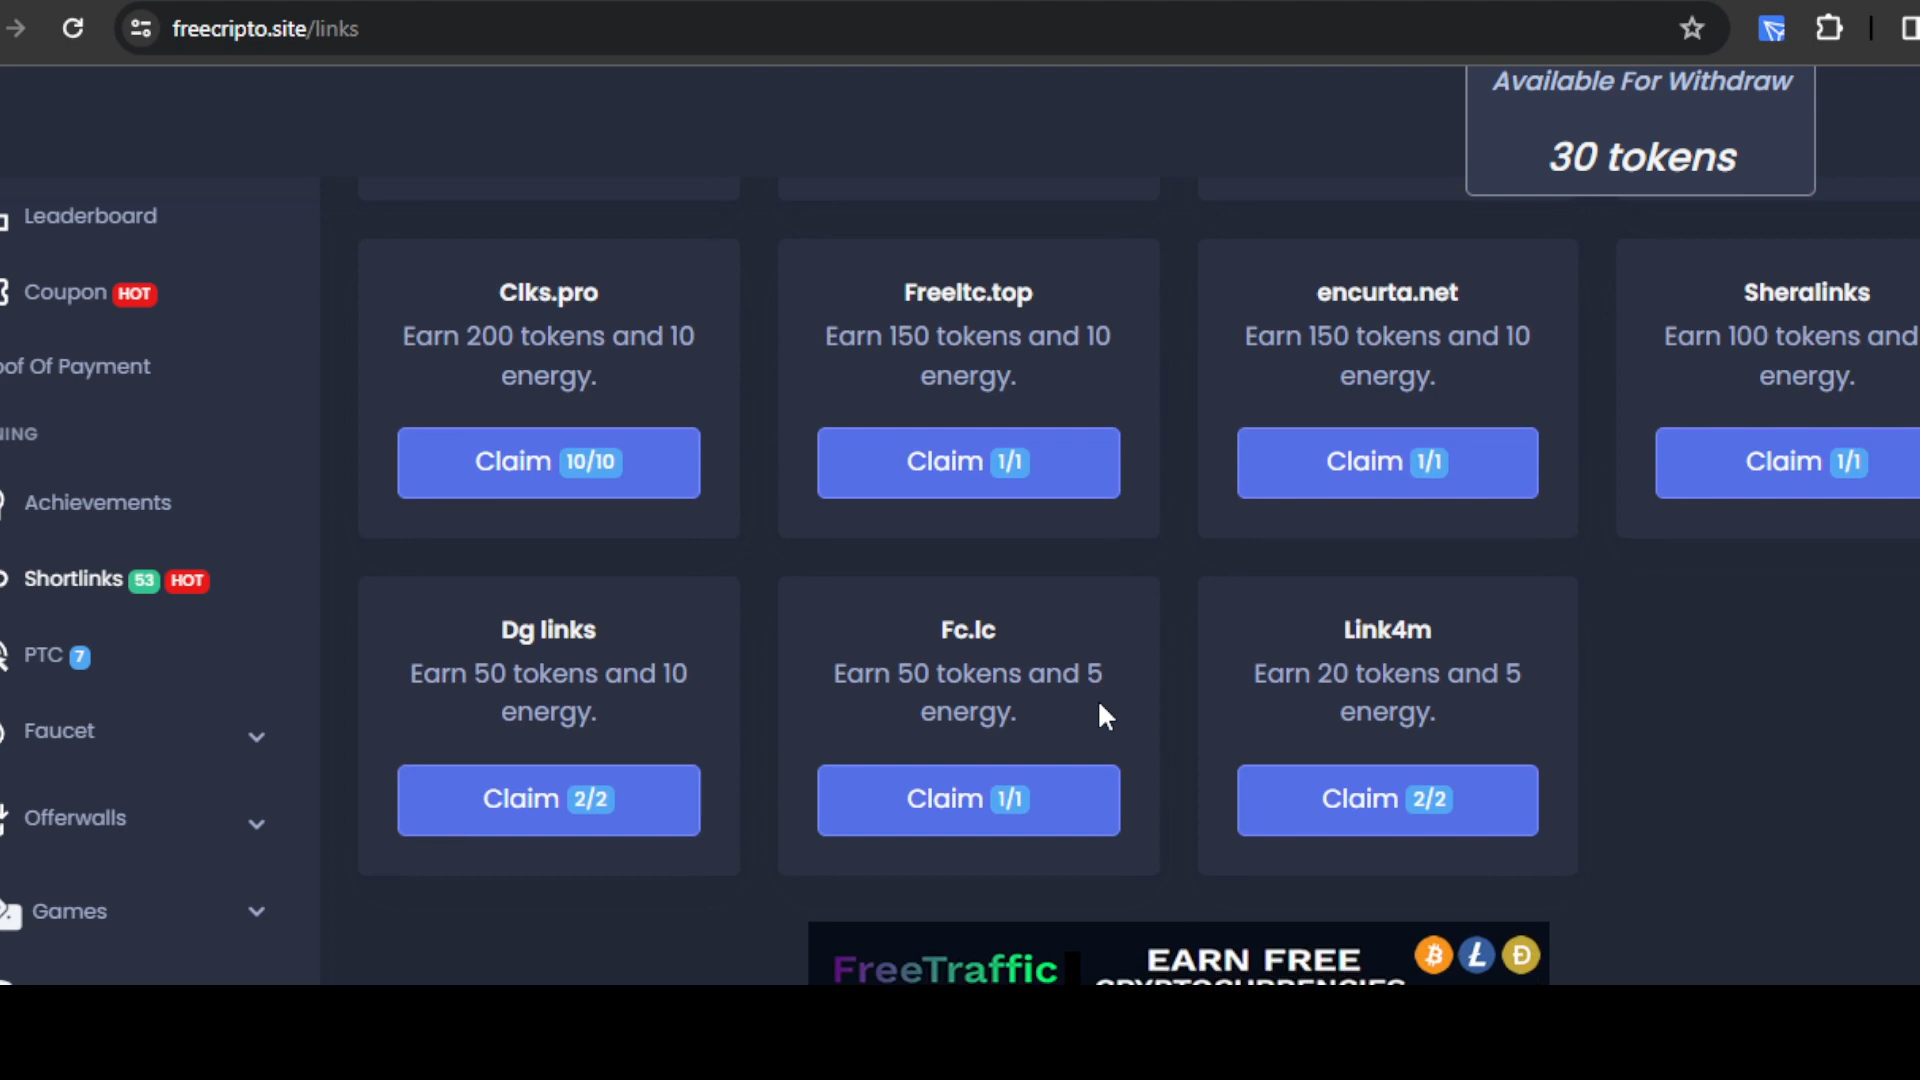 freecripto.site/links
Available For Withdraw
30 tokens
Leaderboard
Coupon HOT
of Of Payment
NING
Achievements
Shortlinks 53 HOT
PTC 7
Faucet
Offerwalls
Games
Clks.pro
Earn 200 tokens and 10
energy.
Claim 10/10
Freeltc.top
Earn 150 tokens and 10
energy.
Claim 1/1
encurta.net
Earn 150 tokens and 10
energy.
Claim 1/1
Sheralinks
Earn 100 tokens and
energy.
Claim 1/1
Dg links
Earn 50 tokens and 10
energy.
Claim 2/2
Fc.lc
Earn 50 tokens and 5
energy.
Claim 1/1
Link4m
Earn 20 tokens and 5
energy.
Claim 2/2
FreeTraffic
EARN FREE
CRYPTOCURRENCIES